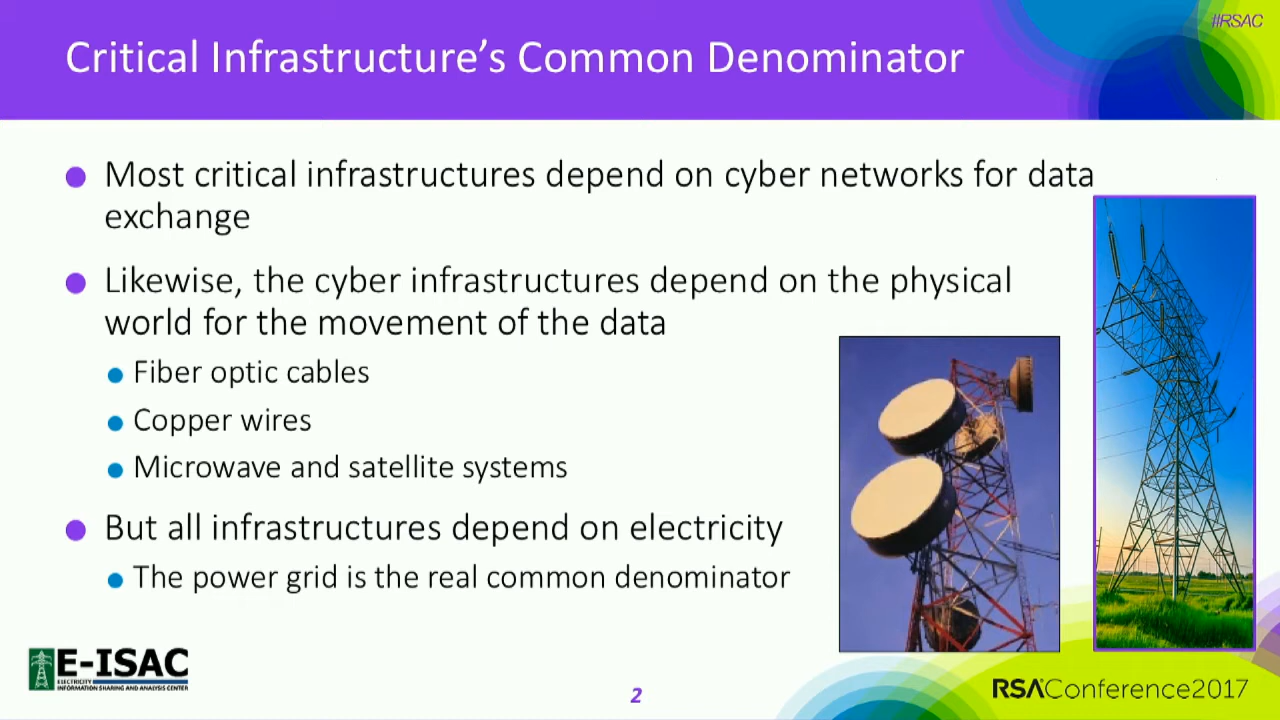 #RSAC
Critical Infrastructure’s Common Denominator
Most critical infrastructures depend on cyber networks for data
exchange
Likewise, the cyber infrastructures depend on the physical
world for the movement of the data
Fiber optic cables
Copper wires
Microwave and satellite systems
But all infrastructures depend on electricity
The power grid is the real common denominator
E-ISAC
ELECTRICITY
INFORMATION SHARING AND ANALYSIS CENTER
2
RSAConference2017